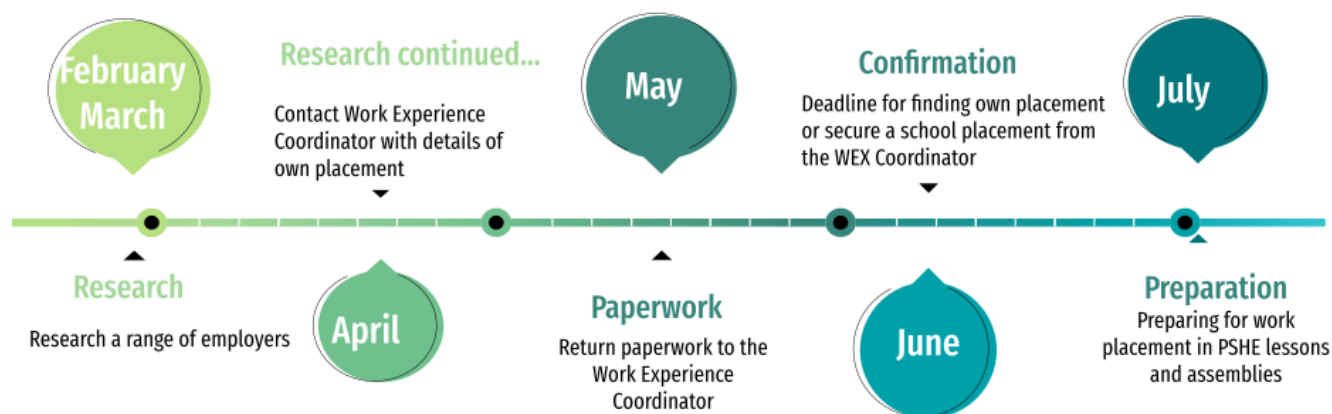 February
March
Research
Research a range of employers
Research continued...
Contact Work Experience
Coordinator with details of
own placement
April
May
Paperwork
Return paperwork to the
Work Experience
Coordinator
Confirmation
Deadline for finding own placement
or secure a school placement from
the WEX Coordinator
June
July
Preparation
Preparing for work
placement in PSHE lessons
and assemblies